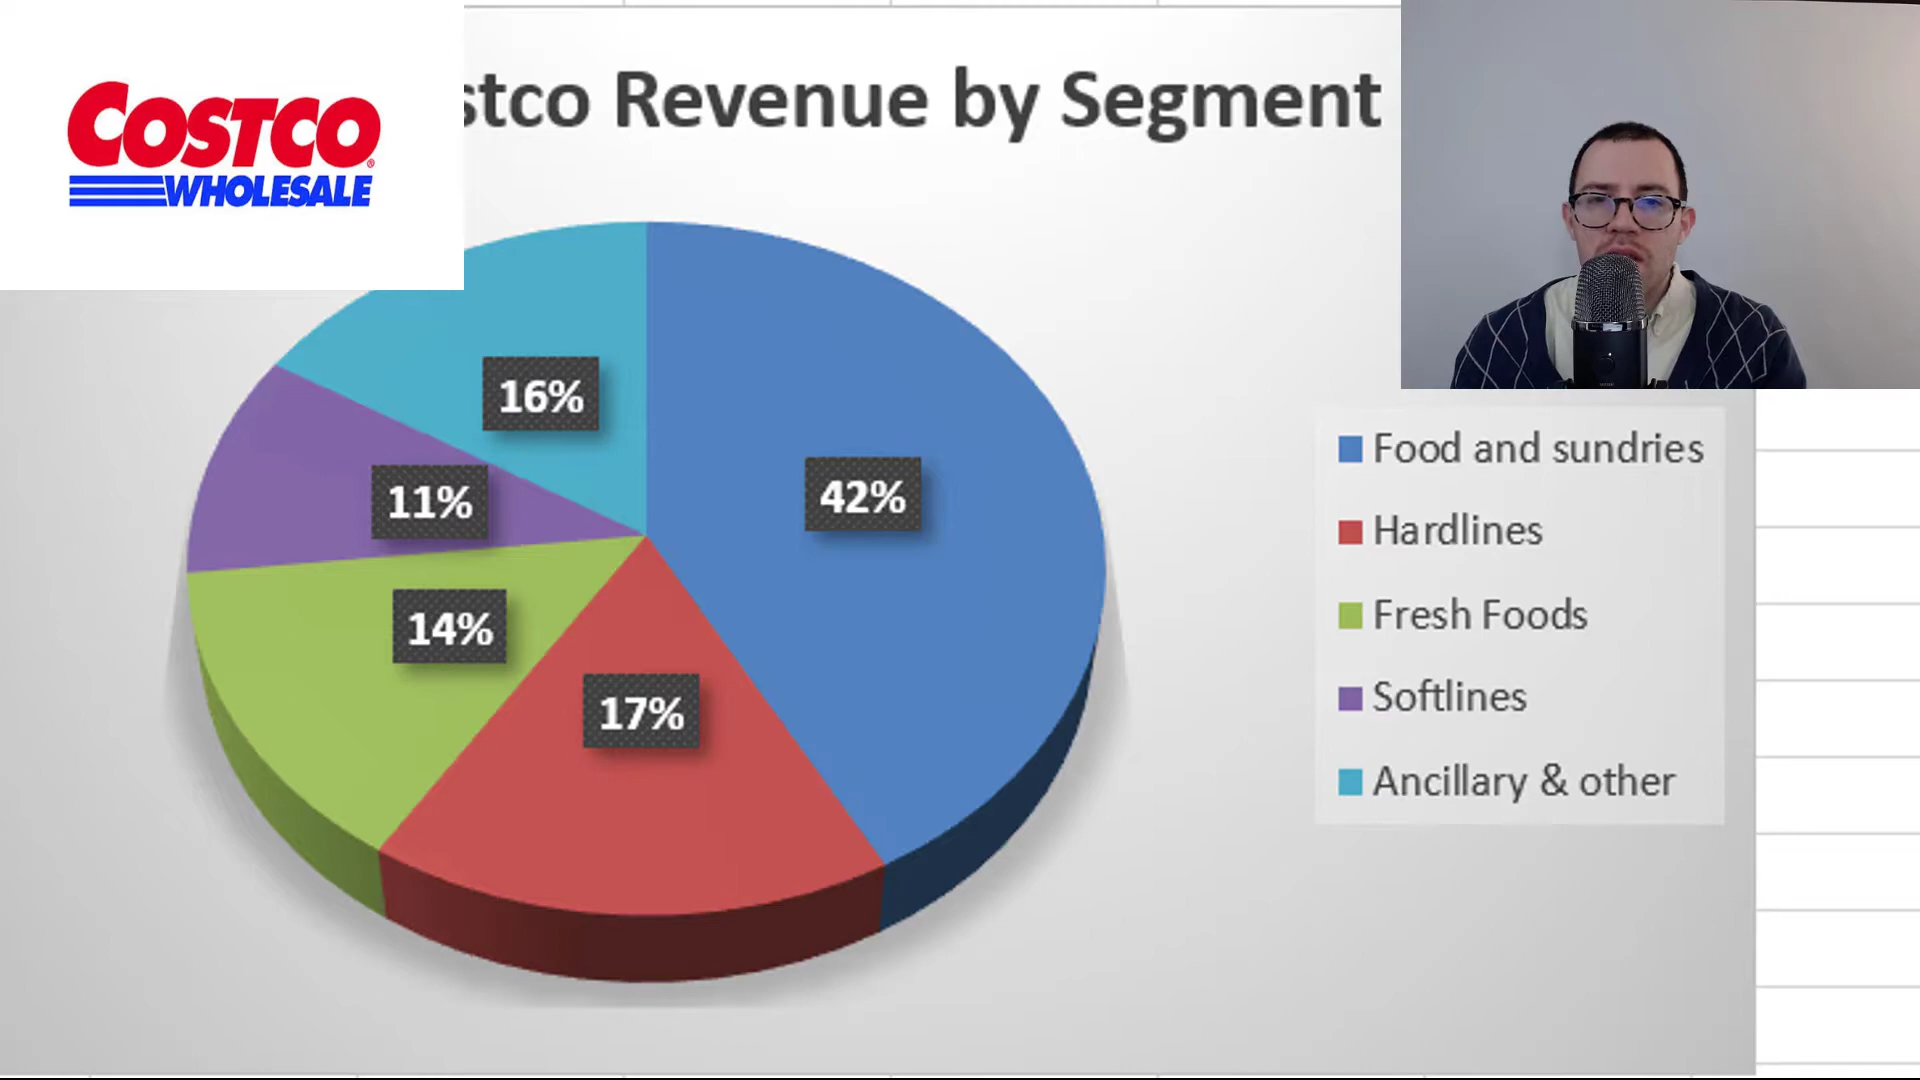 COSTCO
WHOLESALE
stco Revenue by Segment
16%
42%
11%
14%
17%
Food and sundries
Hardlines
Fresh Foods
Softlines
Ancillary & other